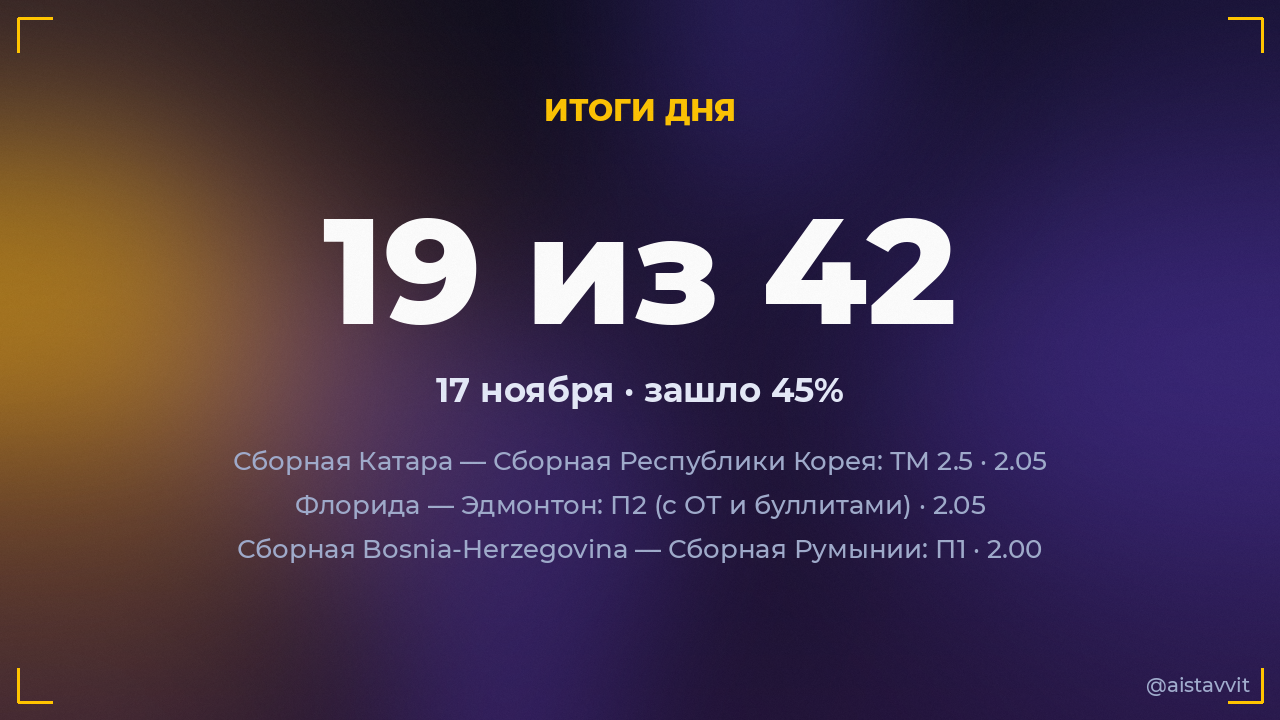 ИТОГИ ДНЯ
19 из 42
17 ноября · зашло 45%
Сборная Катара — Сборная Республики Корея: ТМ 2.5 · 2.05
Флорида — Эдмонтон: П2 (с ОТ и буллитами) · 2.05
Сборная Bosnia-Herzegovina — Сборная Румынии: П1 · 2.00
@aistavvit